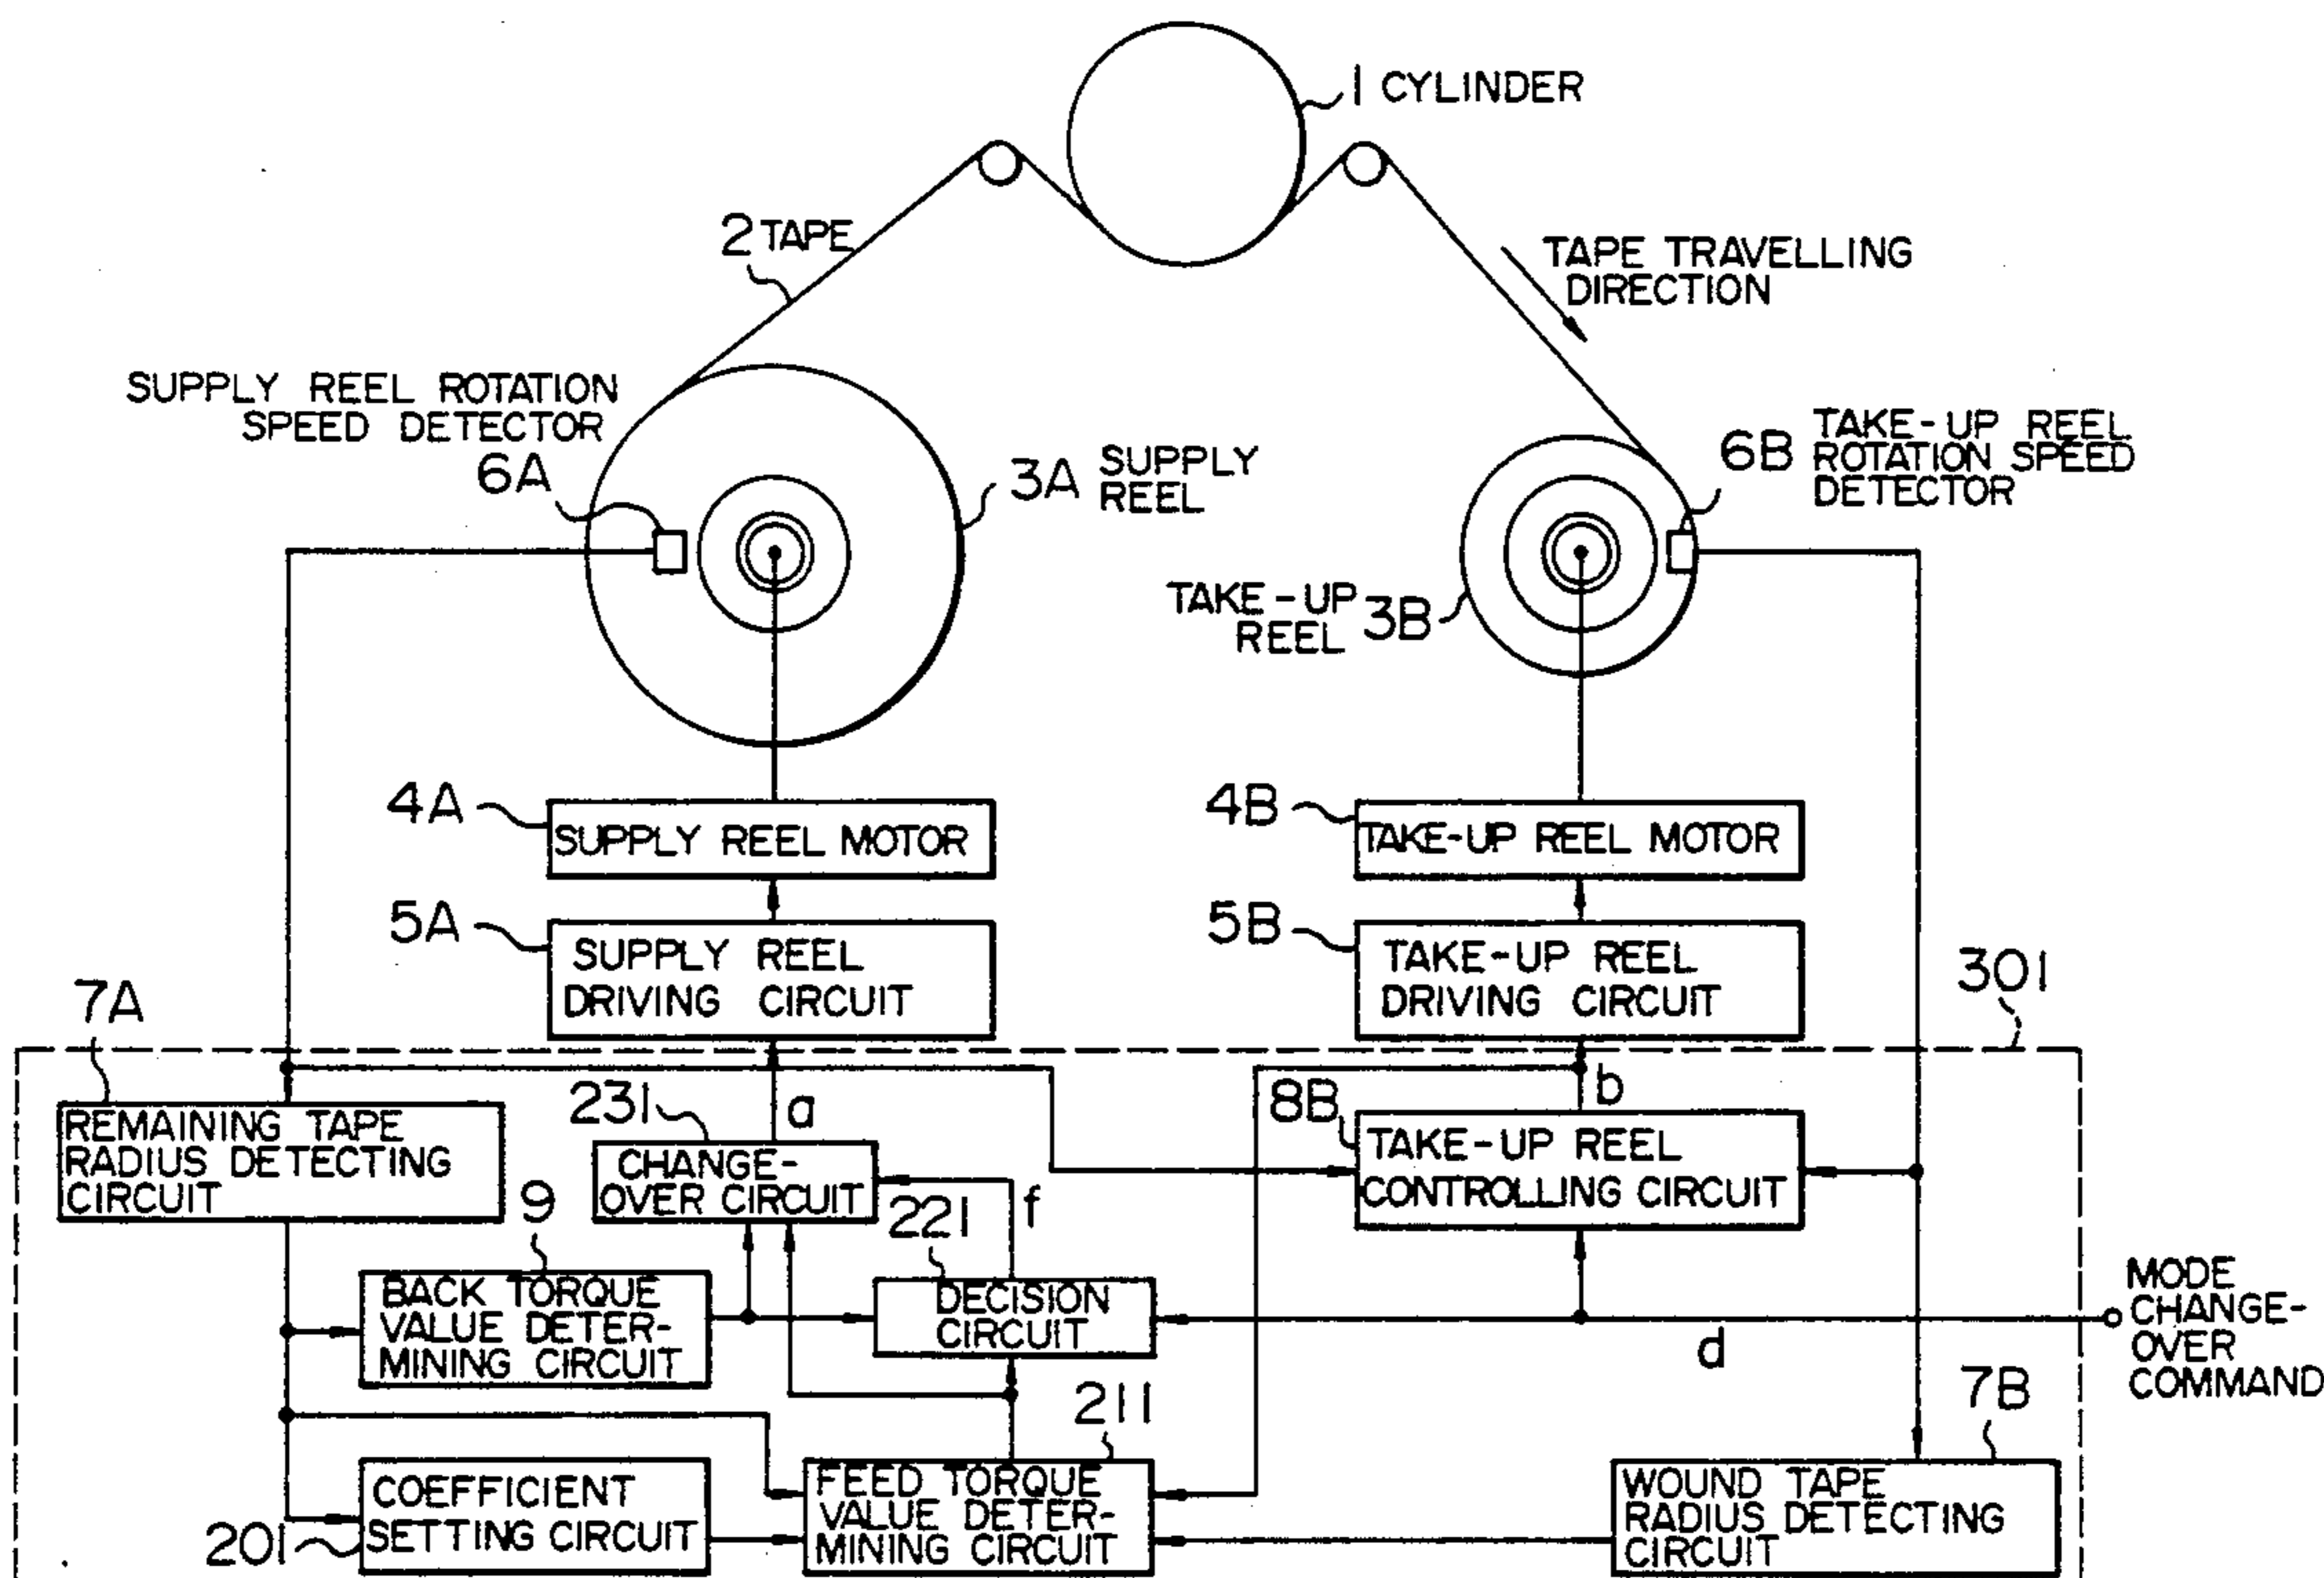 1 CYLINDER
2 TAPE
TAPE TRAVELLING
DIRECTION
SUPPLY REEL ROTATION
SPEED DETECTOR
6A
3A SUPPLY
REEL
6B TAKE-UP REEL
ROTATION SPEED
DETECTOR
TAKE-UP
REEL 3B
4A
SUPPLY REEL MOTOR
4B
TAKE-UP REEL MOTOR
5A
SUPPLY REEL
DRIVING CIRCUIT
5B
TAKE-UP REEL
DRIVING CIRCUIT
301
7A
REMAINING TAPE
RADIUS DETECTING
CIRCUIT
231
a
CHANGE-
OVER CIRCUIT
8B
b
TAKE-UP REEL
CONTROLLING CIRCUIT
9
BACK TORQUE
VALUE DETER-
MINING CIRCUIT
221
f
DECISION
CIRCUIT
d
MODE
CHANGE-
OVER
COMMAND
201
COEFFICIENT
SETTING CIRCUIT
211
FEED TORQUE
VALUE DETER-
MINING CIRCUIT
7B
WOUND TAPE
RADIUS DETECTING
CIRCUIT